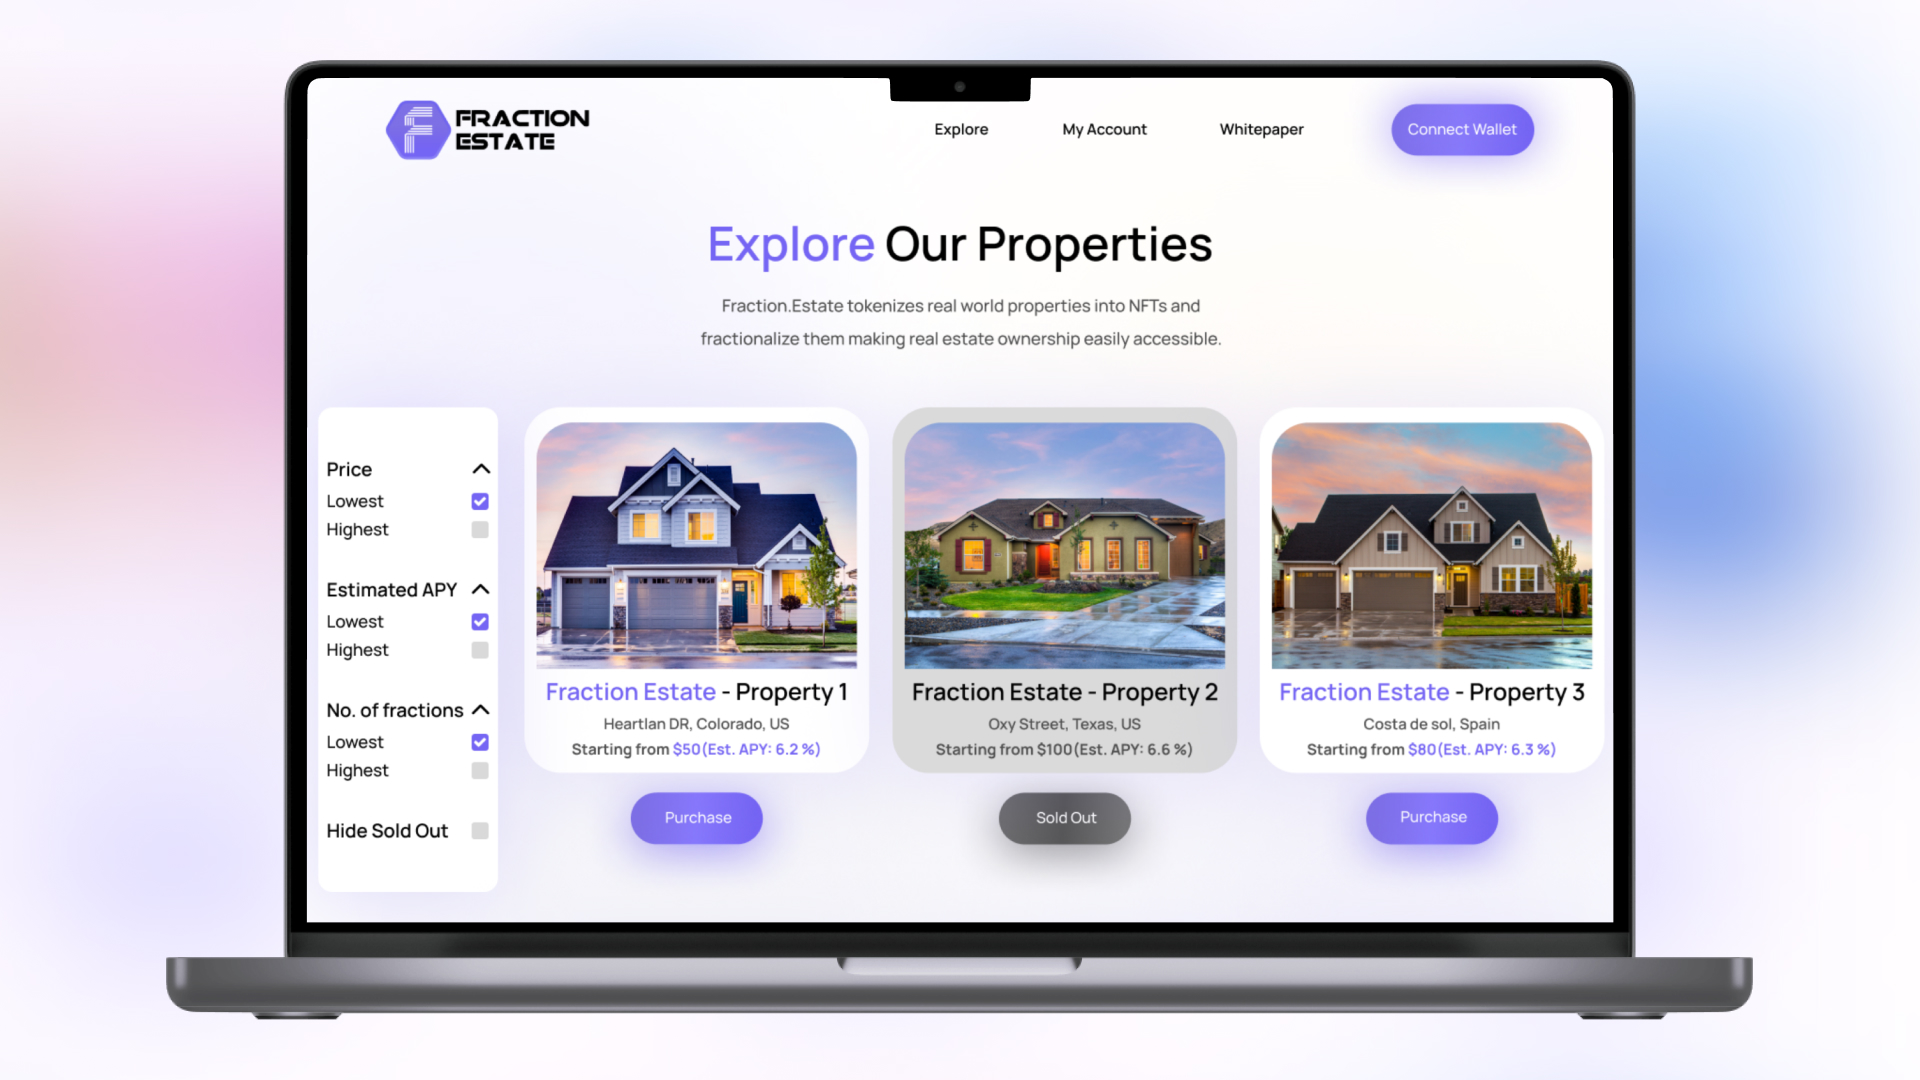 FRACTION
ESTATE
Explore
My Account
Whitepaper
Connect Wallet
Explore Our Properties
Fraction.Estate tokenizes real world properties into NFTs and
fractionalize them making real estate ownership easily accessible.
Price
Lowest
Highest
Estimated APY
Lowest
Highest
No. of fractions
Lowest
Highest
Hide Sold Out
Fraction Estate - Property 1
Heartlan DR, Colorado, US
Starting from $50(Est. APY: 6.2 %)
Purchase
Fraction Estate - Property 2
Oxy Street, Texas, US
Starting from $100(Est. APY: 6.6 %)
Sold Out
Fraction Estate - Property 3
Costa de sol, Spain
Starting from $80(Est. APY: 6.3 %)
Purchase